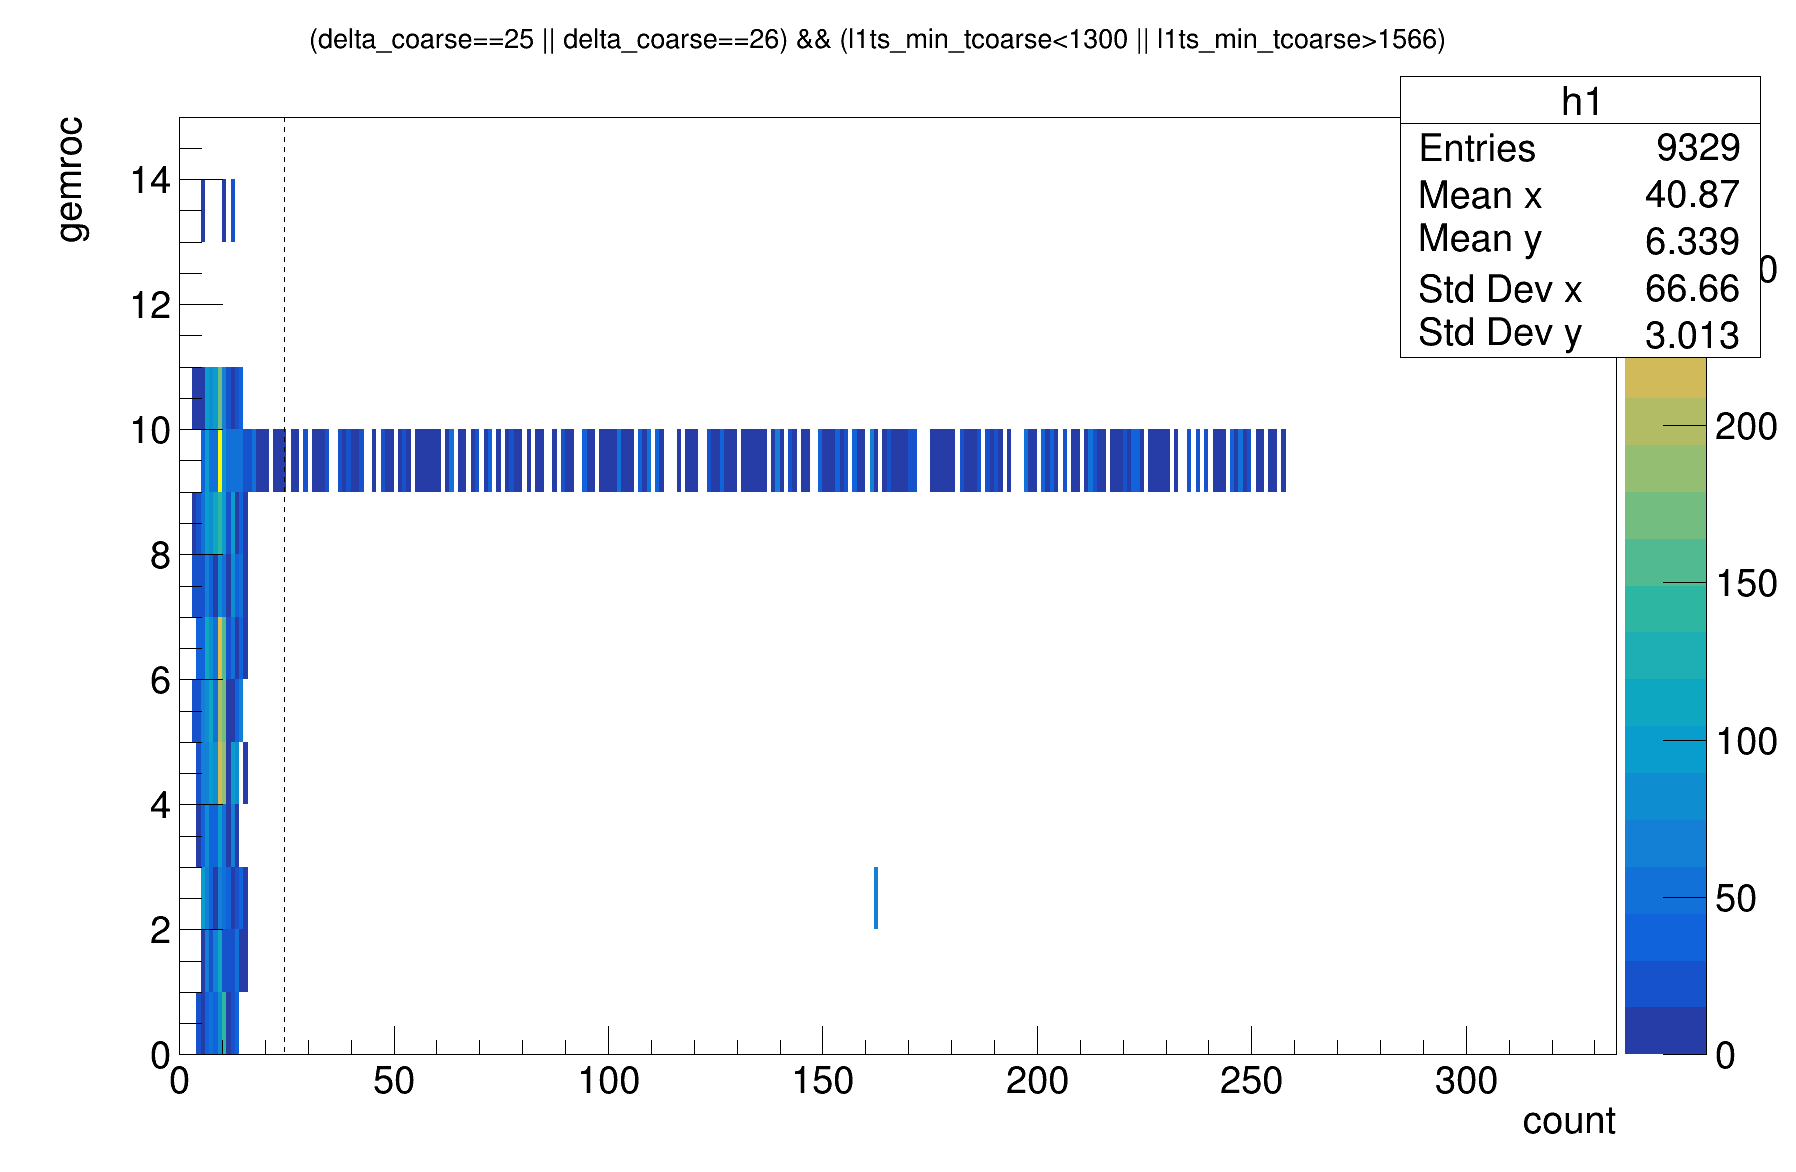 (delta_coarse==25 || delta_coarse==26) && (l1ts_min_tcoarse<1300 || l1ts_min_tcoarse>1566)
h1
Entries 9329
Mean x 40.87
Mean y 6.339
Std Dev x 66.66
Std Dev y 3.013
gemroc
14
12
10
8
6
4
2
0
0 50 100 150 200 250 300
count
0
200
150
100
50
0